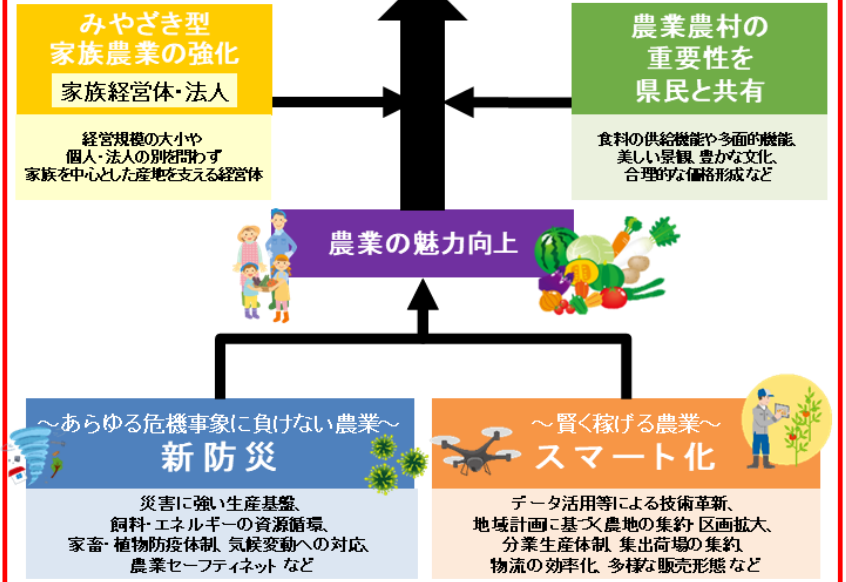 みやざき型
家族農業の強化
家族経営体・法人
経営規模の大小や
個人・法人の別を問わず
家族を中心とした産地を支える経営体
農業農村の
重要性を
県民と共有
食料の供給機能や多面的機能、
美しい景観、豊かな文化、
合理的な価格形成など
農業の魅力向上
～あらゆる危機事象に負けない農業～
新防災
災害に強い生産基盤、
飼料・エネルギーの資源循環、
家畜・植物防疫体制、気候変動への対応、
農業セーフティネットなど
～賢く稼げる農業～
スマート化
データ活用等による技術革新、
地域計画に基づく農地の集約・区画拡大、
分業生産体制、集出荷場の集約、
物流の効率化、多様な販売形態など